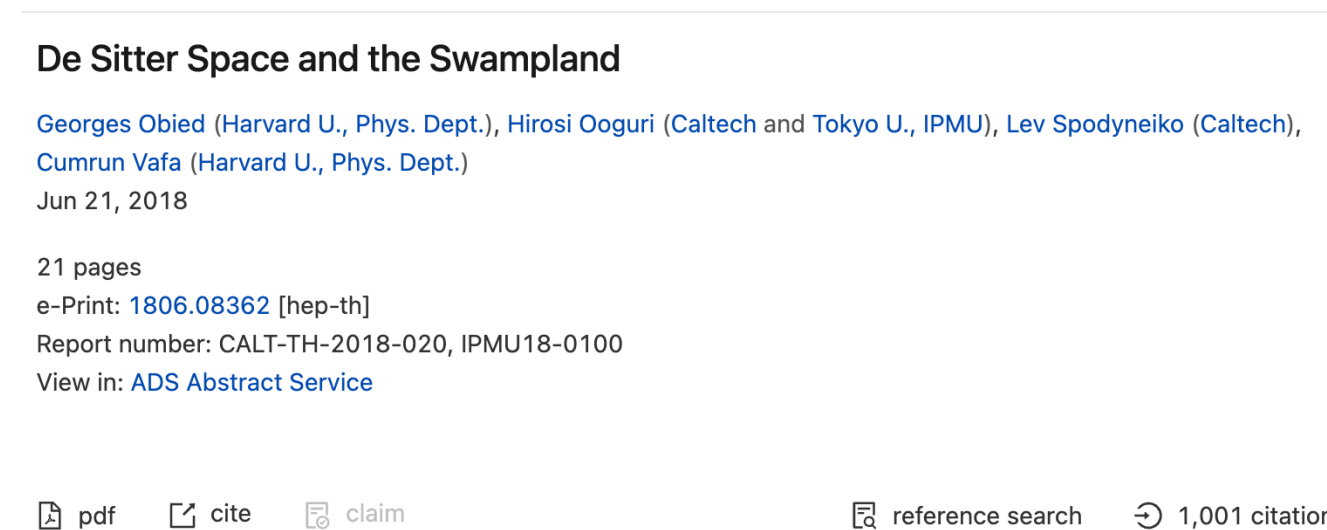 De Sitter Space and the Swampland
Georges Obied (Harvard U., Phys. Dept.), Hirosi Ooguri (Caltech and Tokyo U., IPMU), Lev Spodyneiko (Caltech),
Cumrun Vafa (Harvard U., Phys. Dept.)
Jun 21, 2018
21 pages
e-Print: 1806.08362 [hep-th]
Report number: CALT-TH-2018-020, IPMU18-0100
View in: ADS Abstract Service
pdf cite claim reference search 1,001 citation